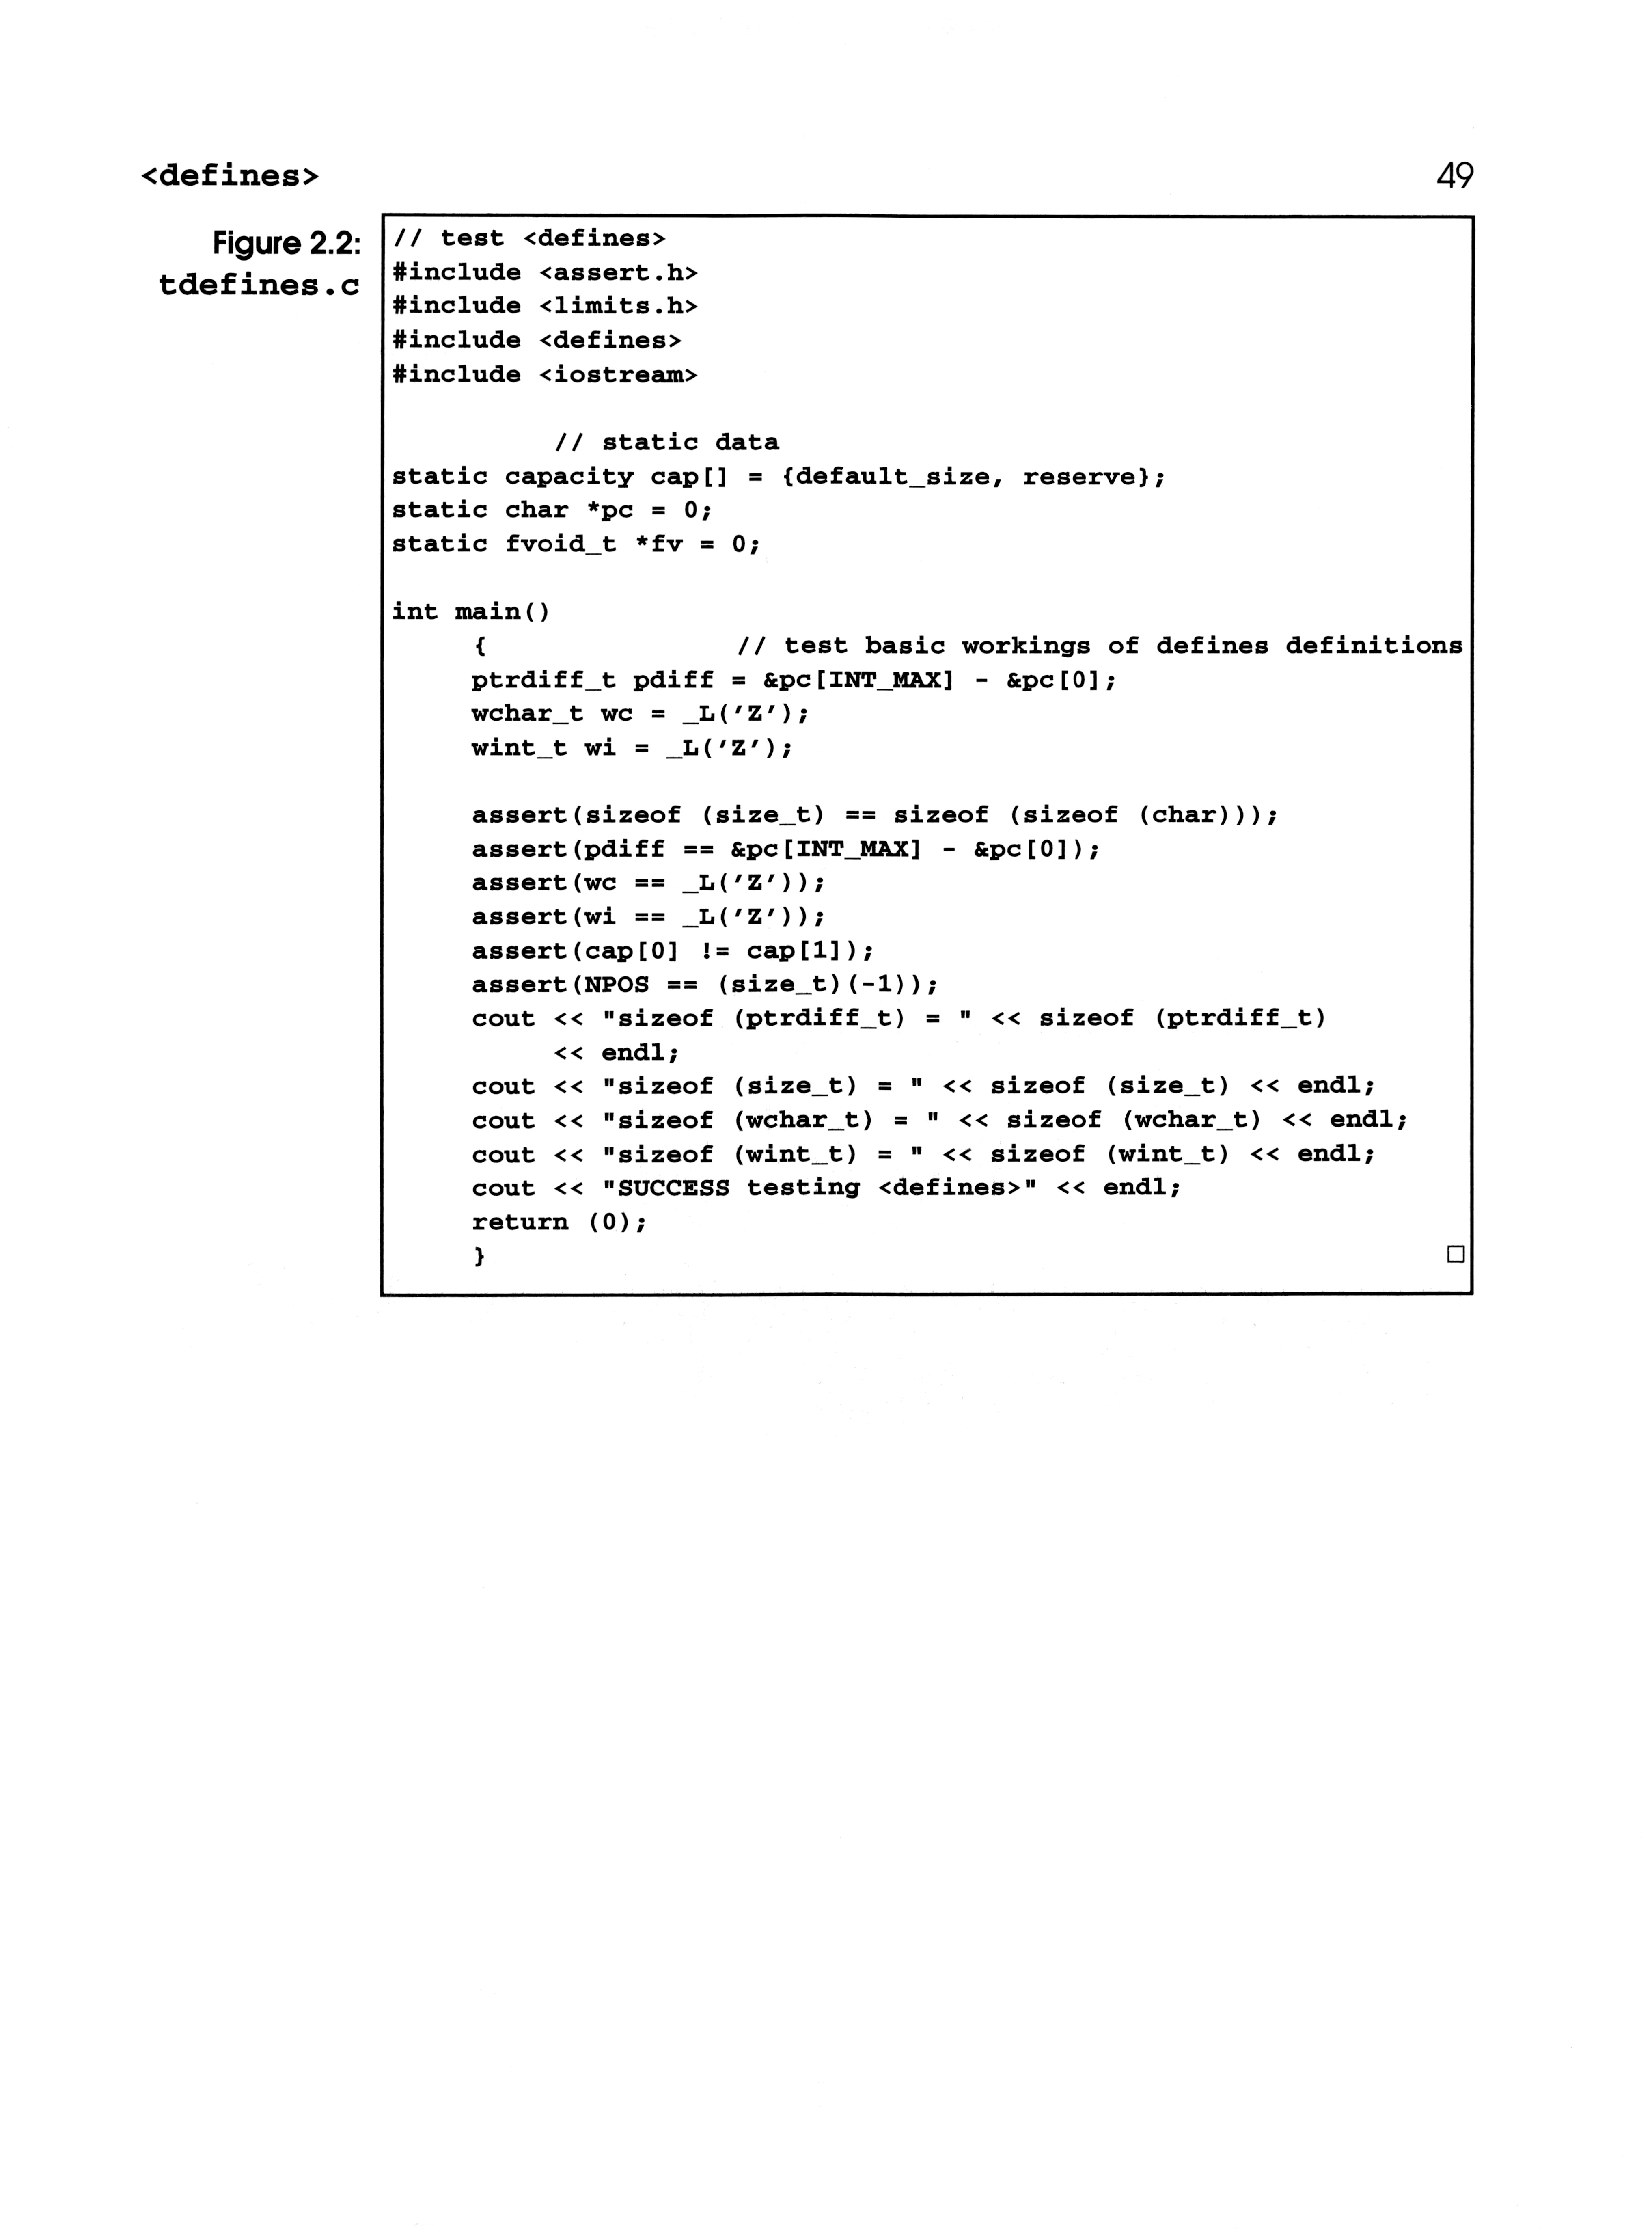 <defines>
49
Figure 2.2:
tdefines.c
// test <defines>
#include <assert.h>
#include <limits.h>
#include <defines>
#include <iostream>

        // static data
static capacity cap[] = {default_size, reserve};
static char *pc = 0;
static fvoid_t *fv = 0;

int main()
    {               // test basic workings of defines definitions
    ptrdiff_t pdiff = &pc[INT_MAX] - &pc[0];
    wchar_t wc = _L('Z');
    wint_t wi = _L('Z');

    assert(sizeof (size_t) == sizeof (sizeof (char)));
    assert(pdiff == &pc[INT_MAX] - &pc[0]);
    assert(wc == _L('Z'));
    assert(wi == _L('Z'));
    assert(cap[0] != cap[1]);
    assert(NPOS == (size_t)(-1));
    cout << "sizeof (ptrdiff_t) = " << sizeof (ptrdiff_t)
        << endl;
    cout << "sizeof (size_t) = " << sizeof (size_t) << endl;
    cout << "sizeof (wchar_t) = " << sizeof (wchar_t) << endl;
    cout << "sizeof (wint_t) = " << sizeof (wint_t) << endl;
    cout << "SUCCESS testing <defines>" << endl;
    return (0);
    } □